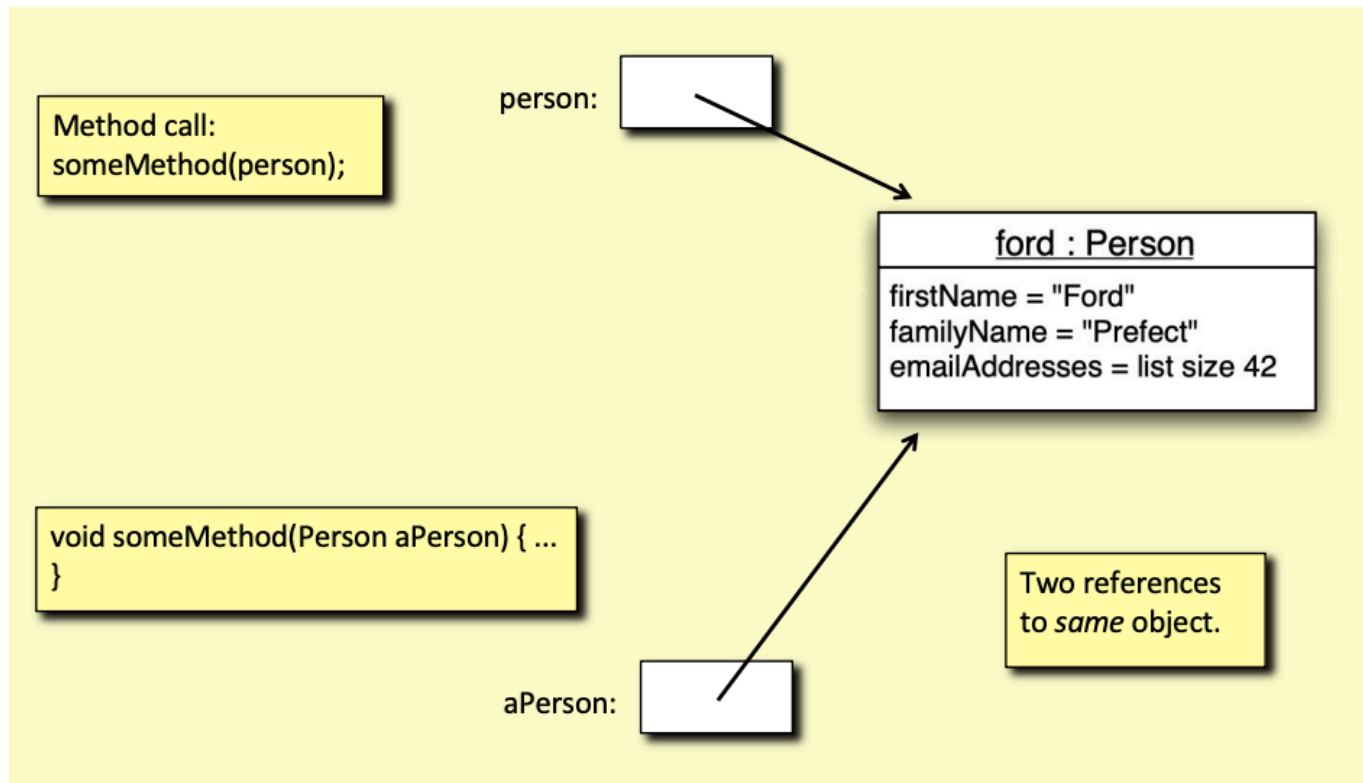 person:
Method call:
someMethod(person);
ford : Person
firstName = "Ford"
familyName = "Prefect"
emailAddresses = list size 42
void someMethod(Person aPerson) { ...
}
Two references
to same object.
aPerson: